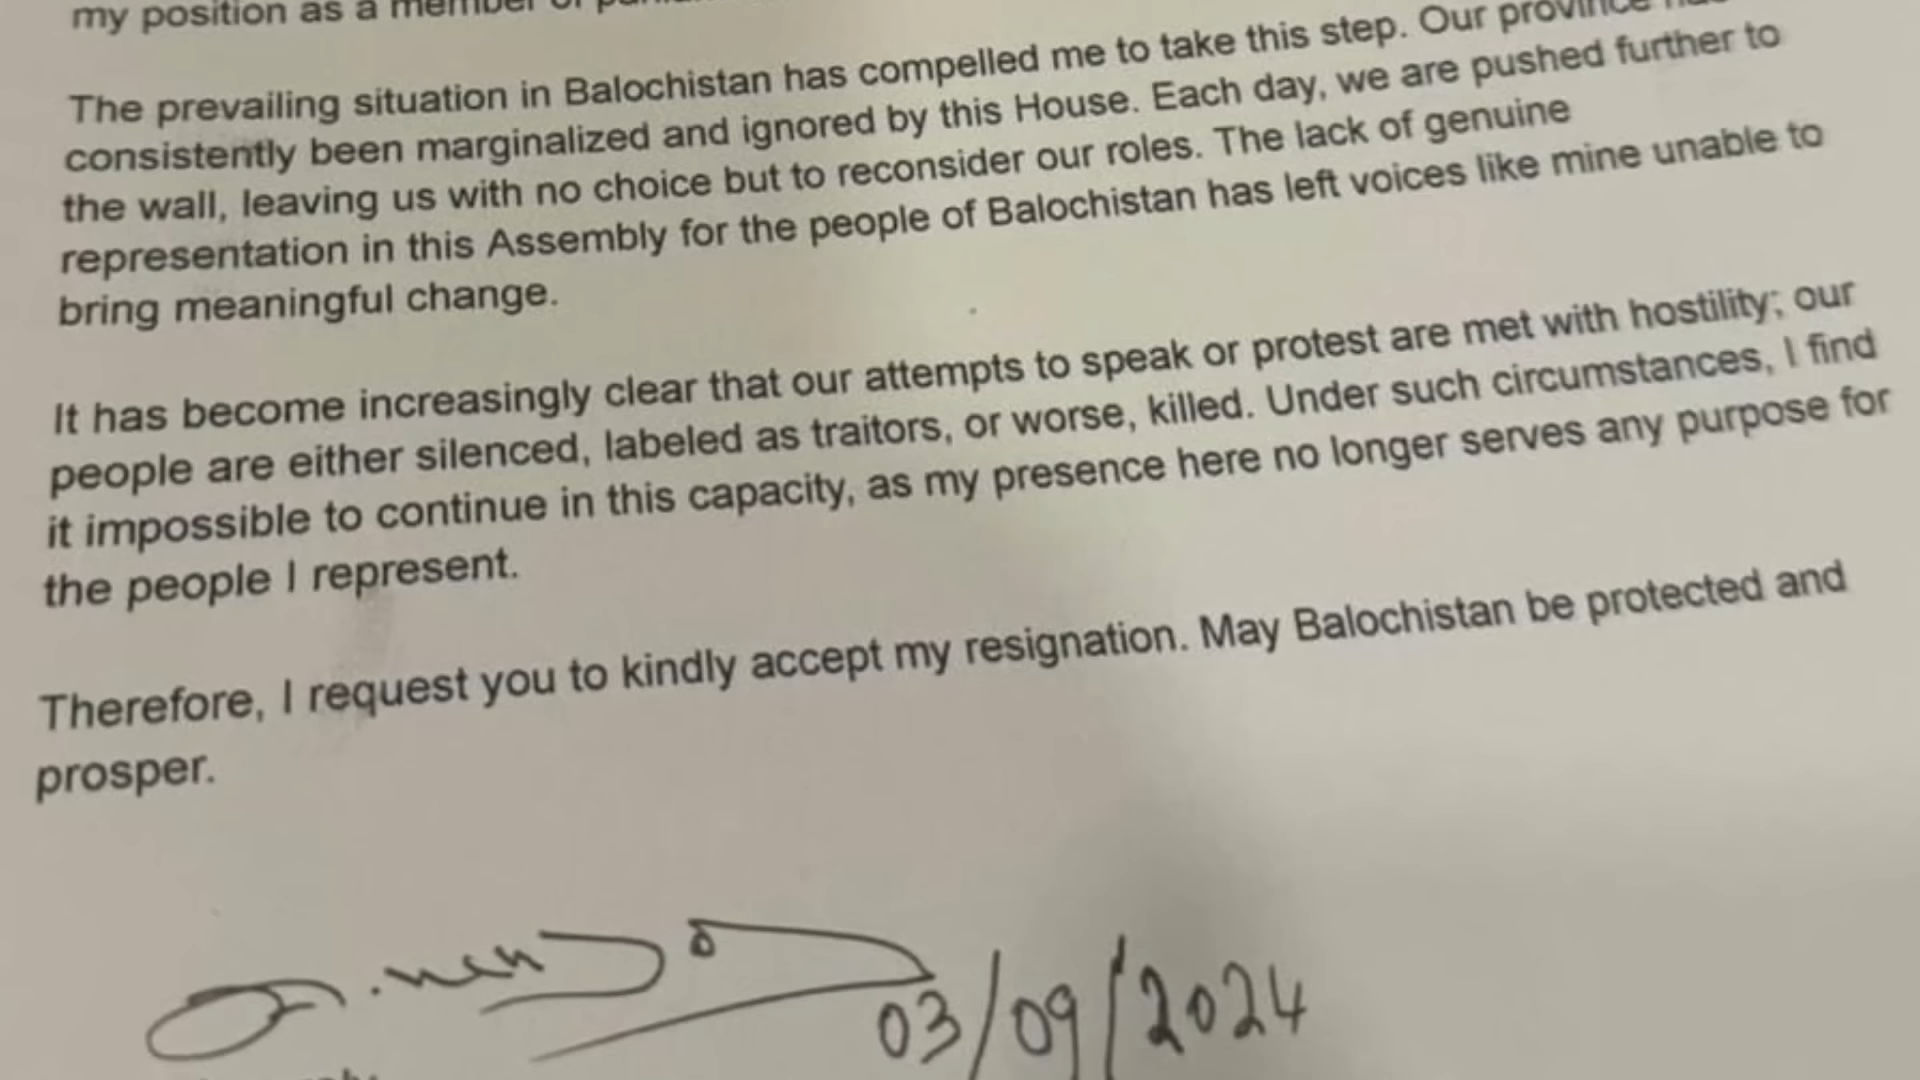 my position as a member of
The prevailing situation in Balochistan has compelled me to take this step. Our province has
consistently been marginalized and ignored by this House. Each day, we are pushed further to
the wall, leaving us with no choice but to reconsider our roles. The lack of genuine
representation in this Assembly for the people of Balochistan has left voices like mine unable to
bring meaningful change.
It has become increasingly clear that our attempts to speak or protest are met with hostility; our
people are either silenced, labeled as traitors, or worse, killed. Under such circumstances, I find
it impossible to continue in this capacity, as my presence here no longer serves any purpose for
the people I represent.
Therefore, I request you to kindly accept my resignation. May Balochistan be protected and
prosper.
03/09/2024